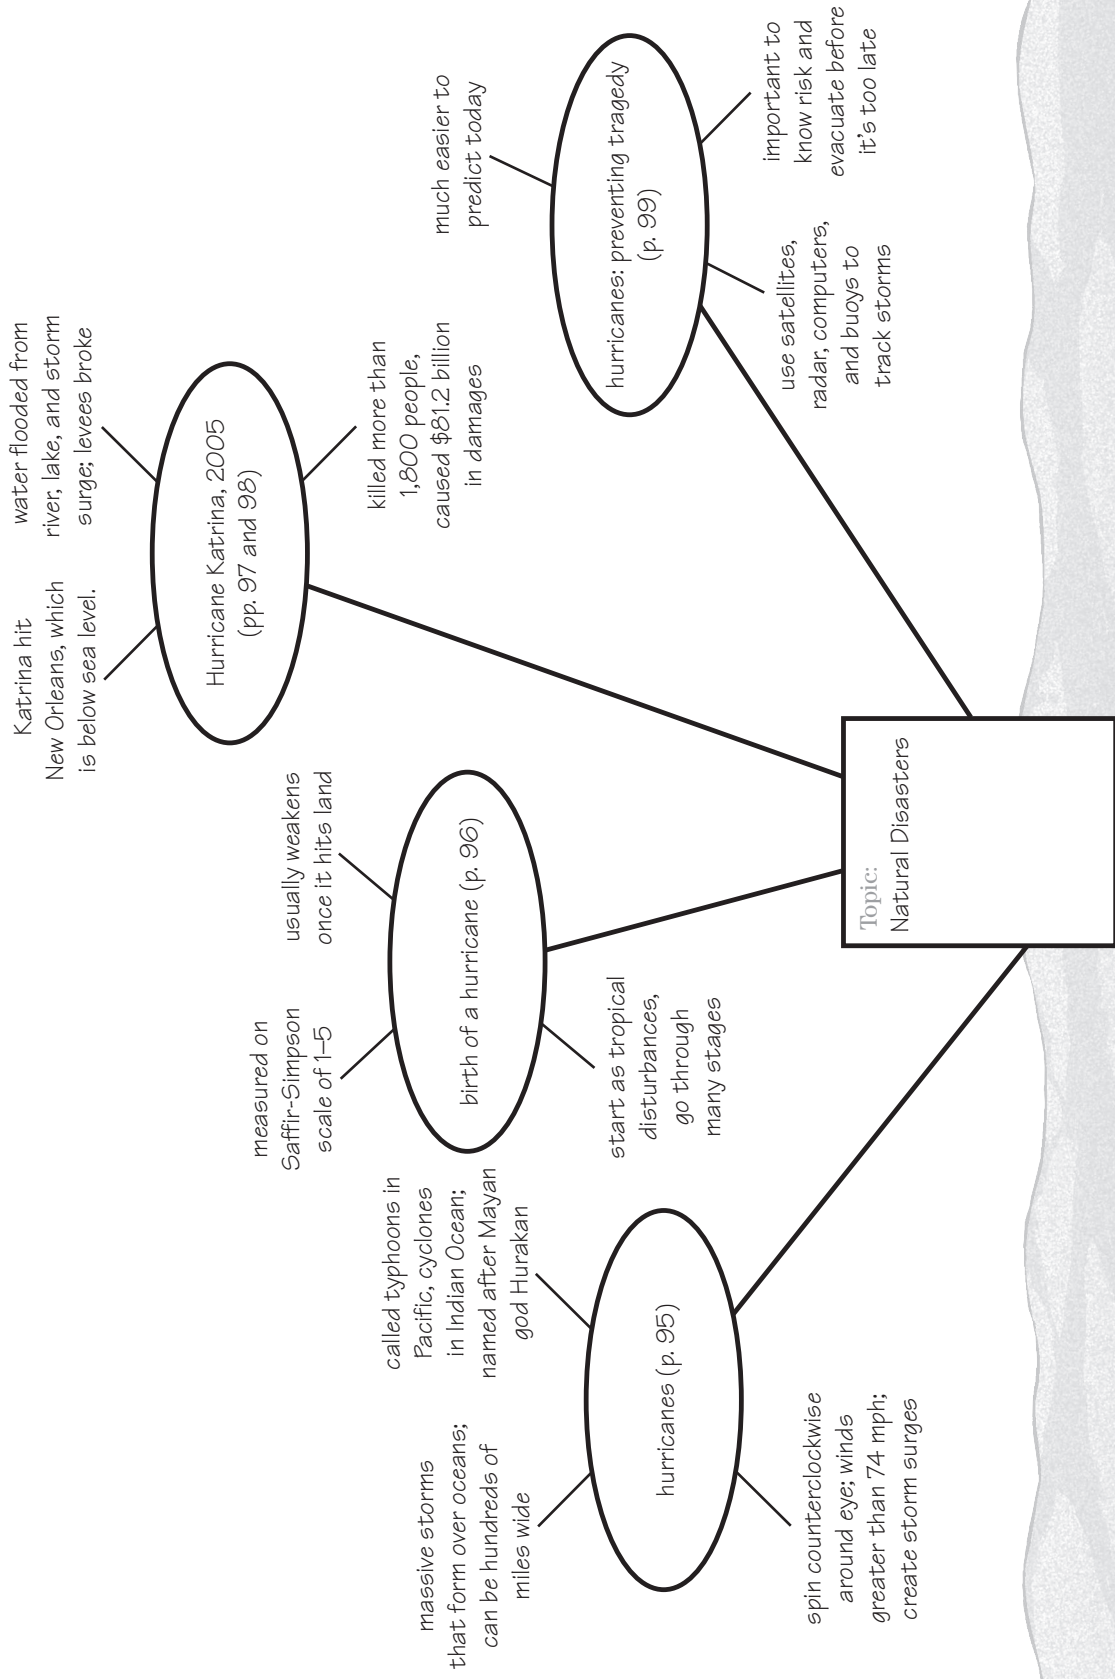 Topic:
Natural Disasters
hurricanes (p. 95)
massive storms
that form over oceans;
can be hundreds of
miles wide
called typhoons in
Pacific, cyclones
in Indian Ocean;
named after Mayan
god Hurakan
spin counterclockwise
around eye; winds
greater than 74 mph;
create storm surges
birth of a hurricane (p. 96)
measured on
Saffir-Simpson
scale of 1–5
usually weakens
once it hits land
start as tropical
disturbances,
go through
many stages
Hurricane Katrina, 2005
(pp. 97 and 98)
Katrina hit
New Orleans, which
is below sea level.
water flooded from
river, lake, and storm
surge; levees broke
killed more than
1,800 people,
caused $81.2 billion
in damages
hurricanes: preventing tragedy
(p. 99)
much easier to
predict today
use satellites,
radar, computers,
and buoys to
track storms
important to
know risk and
evacuate before
it's too late